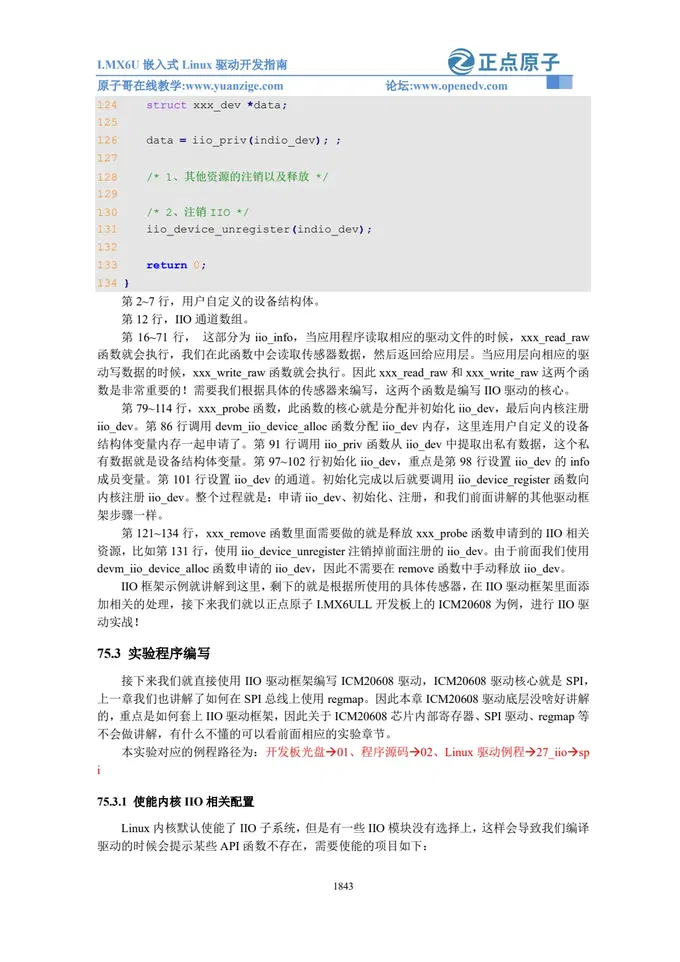 I.MX6U 嵌入式 Linux 驱动开发指南
正点原子
原子哥在线教学:www.yuanzige.com 论坛:www.openedv.com
124 struct xxx_dev *data;
125
126 data = iio_priv(indio_dev); ;
127
128 /* 1、其他资源的注销以及释放 */
129
130 /* 2、注销 IIO */
131 iio_device_unregister(indio_dev);
132
133 return 0;
134 }
第 2~7 行，用户自定义的设备结构体。
第 12 行，IIO 通道数组。
第 16~71 行， 这部分为 iio_info，当应用程序读取相应的驱动文件的时候，xxx_read_raw
函数就会执行，我们在此函数中会读取传感器数据，然后返回给应用层。当应用层向相应的驱
动写数据的时候，xxx_write_raw 函数就会执行。因此 xxx_read_raw 和 xxx_write_raw 这两个函
数是非常重要的！需要我们根据具体的传感器来编写，这两个函数是编写 IIO 驱动的核心。
第 79~114 行，xxx_probe 函数，此函数的核心就是分配并初始化 iio_dev，最后向内核注册
iio_dev。第 86 行调用 devm_iio_device_alloc 函数分配 iio_dev 内存，这里连用户自定义的设备
结构体变量内存一起申请了。第 91 行调用 iio_priv 函数从 iio_dev 中提取出私有数据，这个私
有数据就是设备结构体变量。第 97~102 行初始化 iio_dev，重点是第 98 行设置 iio_dev 的 info
成员变量。第 101 行设置 iio_dev 的通道。初始化完成以后就要调用 iio_device_register 函数向
内核注册 iio_dev。整个过程就是：申请 iio_dev、初始化、注册，和我们前面讲解的其他驱动框
架步骤一样。
第 121~134 行，xxx_remove 函数里面需要做的就是释放 xxx_probe 函数申请到的 IIO 相关
资源，比如第 131 行，使用 iio_device_unregister 注销掉前面注册的 iio_dev。由于前面我们使用
devm_iio_device_alloc 函数申请的 iio_dev，因此不需要在 remove 函数中手动释放 iio_dev。
IIO 框架示例就讲解到这里，剩下的就是根据所使用的具体传感器，在 IIO 驱动框架里面添
加相关的处理，接下来我们就以正点原子 I.MX6ULL 开发板上的 ICM20608 为例，进行 IIO 驱
动实战！
75.3 实验程序编写
接下来我们就直接使用 IIO 驱动框架编写 ICM20608 驱动，ICM20608 驱动核心就是 SPI，
上一章我们也讲解了如何在 SPI 总线上使用 regmap。因此本章 ICM20608 驱动底层没啥好讲解
的，重点是如何套上 IIO 驱动框架，因此关于 ICM20608 芯片内部寄存器、SPI 驱动、regmap 等
不会做讲解，有什么不懂的可以看前面相应的实验章节。
本实验对应的例程路径为：开发板光盘→01、程序源码→02、Linux 驱动例程→27_iio→sp
i
75.3.1 使能内核 IIO 相关配置
Linux 内核默认使能了 IIO 子系统，但是有一些 IIO 模块没有选择上，这样会导致我们编译
驱动的时候会提示某些 API 函数不存在，需要使能的项目如下：
1843